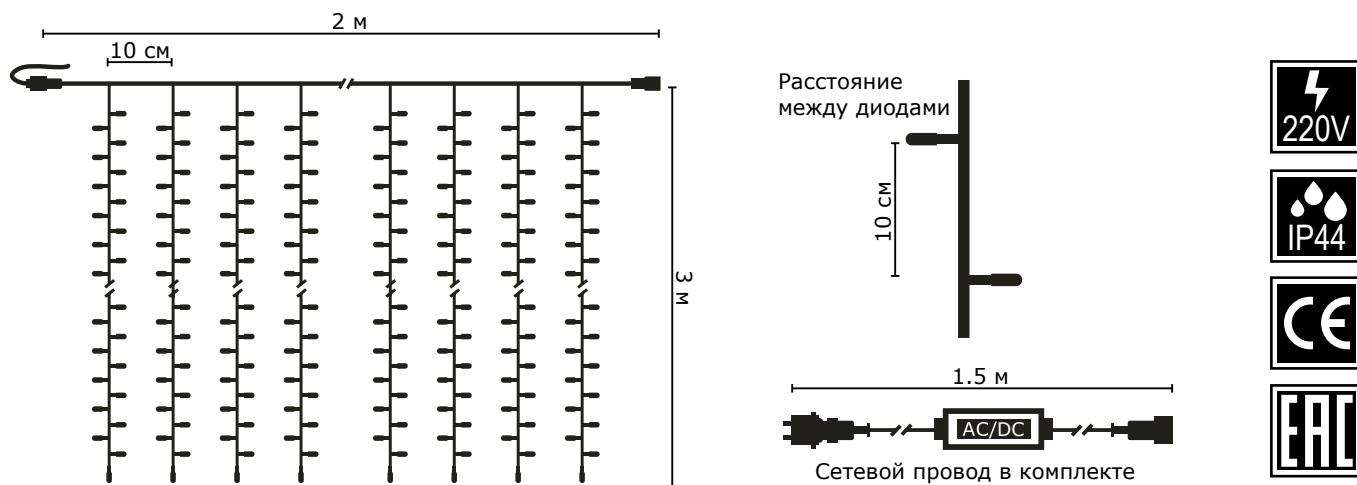 2 м
10 см
3 м
Расстояние
между диодами
10 см
1.5 м
AC/DC
Сетевой провод в комплекте
220V
IP44
CE
EAC